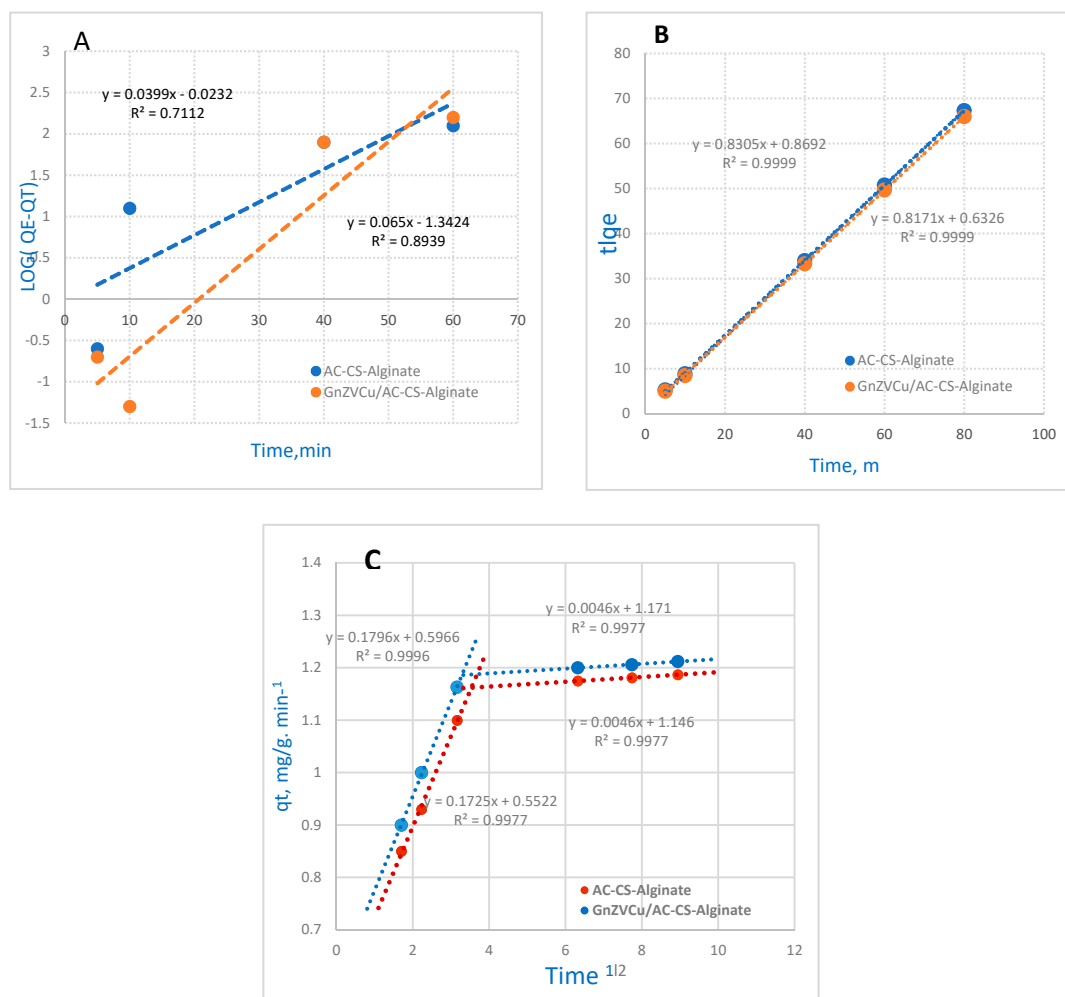 A
3
2.5
2
1.5
1
0.5
0
-0.5
-1
-1.5
y = 0.0399x - 0.0232
R² = 0.7112
y = 0.065x - 1.3424
R² = 0.8939
0 10 20 30 40 50 60 70
AC-CS-Alginate
GnZVCu/AC-CS-Alginate
LOG( QE-QT)
Time,min
B
80
70
60
50
40
30
20
10
0
y = 0.8305x + 0.8692
R² = 0.9999
y = 0.8171x + 0.6326
R² = 0.9999
AC-CS-Alginate
GnZVCu/AC-CS-Alginate
0 20 40 60 80 100
tlqe
Time, m
C
1.4
1.3
1.2
1.1
1
0.9
0.8
0.7
y = 0.0046x + 1.171
R² = 0.9977
y = 0.1796x + 0.5966
R² = 0.9996
y = 0.0046x + 1.146
R² = 0.9977
y = 0.1725x + 0.5522
R² = 0.9977
AC-CS-Alginate
GnZVCu/AC-CS-Alginate
0 2 4 6 8 10 12
qt, mg/g. min-¹
Time ¹ˡ²